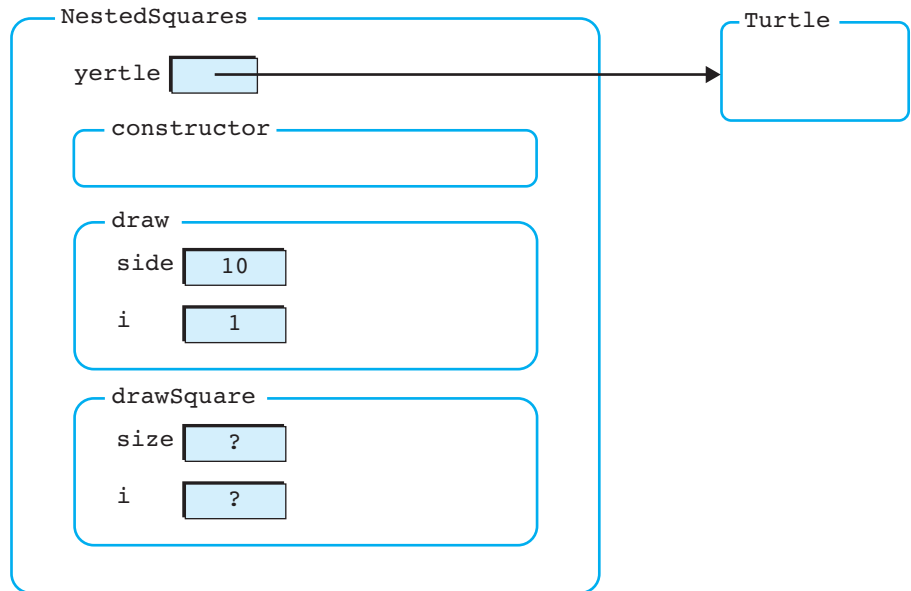 NestedSquares
Turtle
yertle
constructor
draw
side 10
i 1
drawSquare
size ?
i ?